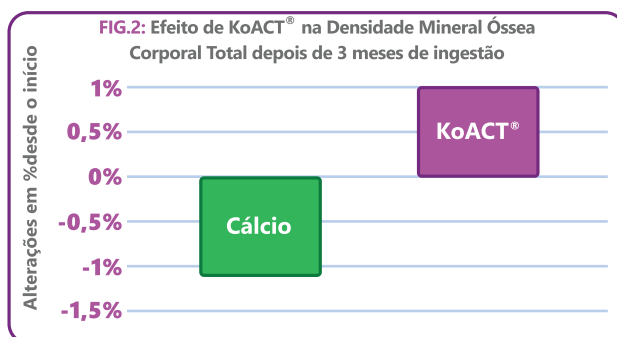 FIG.2: Efeito de KoACT® na Densidade Mineral Óssea
Corporal Total depois de 3 meses de ingestão
Alterações em %desde o início
1%
0,5%
0%
-0,5%
-1%
-1,5%
KoACT®
Cálcio